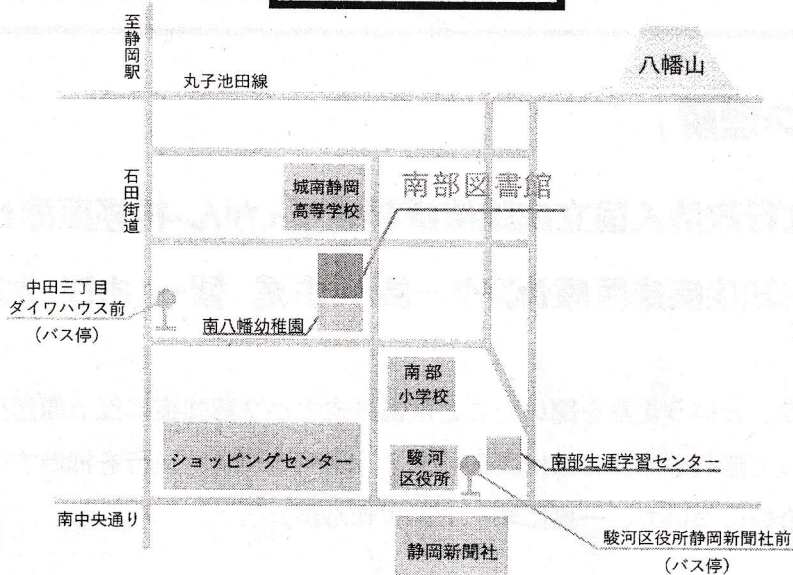 至静岡駅
八幡山
丸子池田線
石田街道
城南静岡
高等学校
南部図書館
中田三丁目
ダイワハウス前
(バス停)
南八幡幼稚園
南部
小学校
ショッピングセンター
駿河
区役所
南部生涯学習センター
南中央通り
静岡新聞社
駿河区役所静岡新聞社前
(バス停)